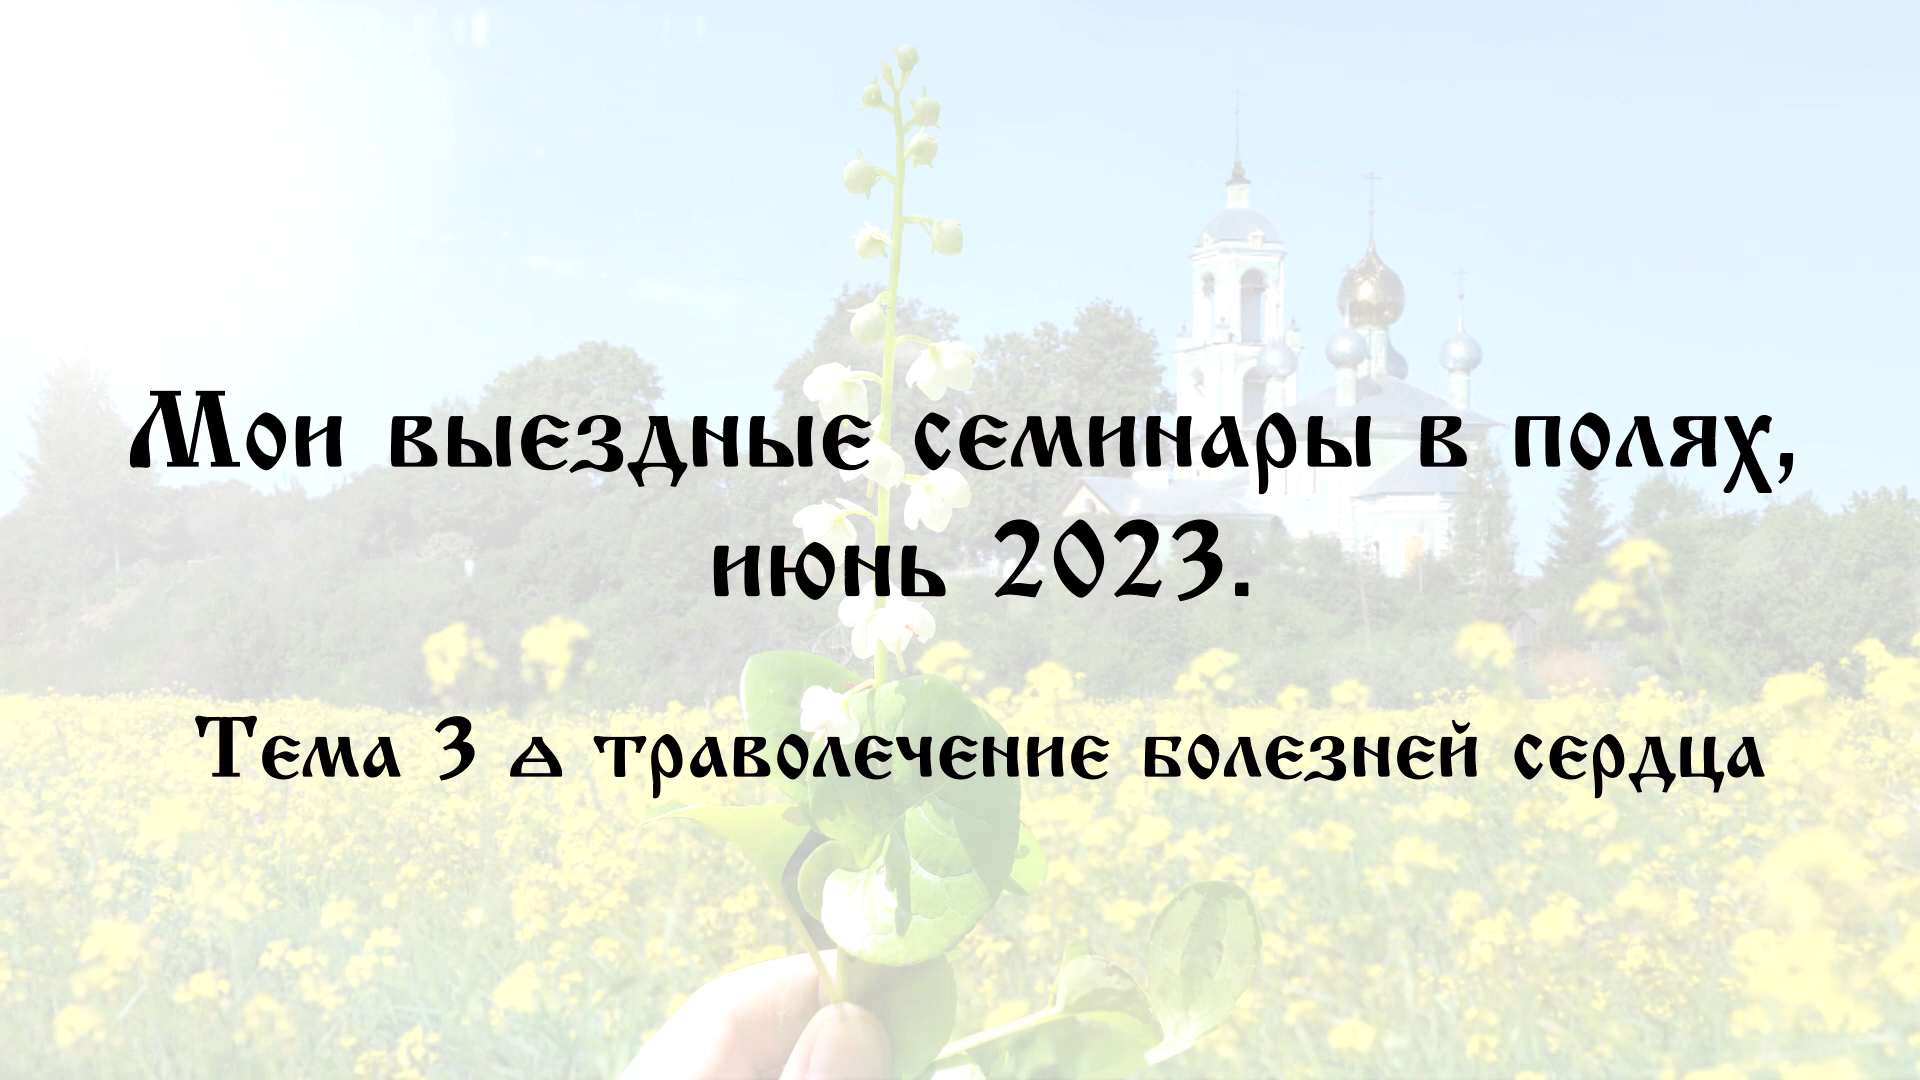 Мои выездные семинары в полях,
июнь 2023.
Тема 3 ѧ траволечение болезней сердца